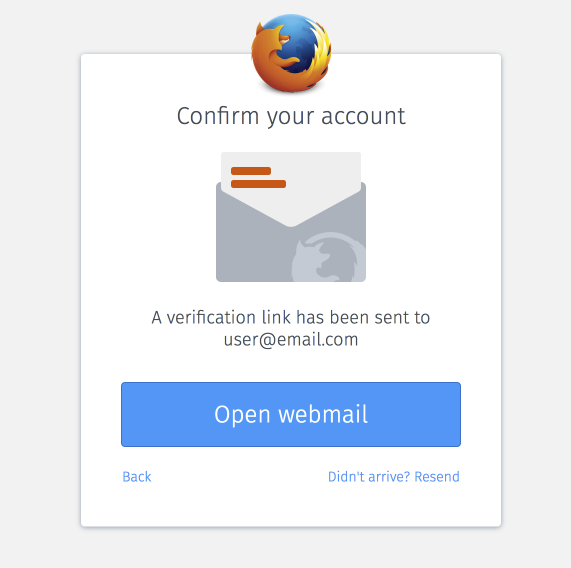 Confirm your account
A verification link has been sent to
user@email.com
Open webmail
Back
Didn't arrive? Resend